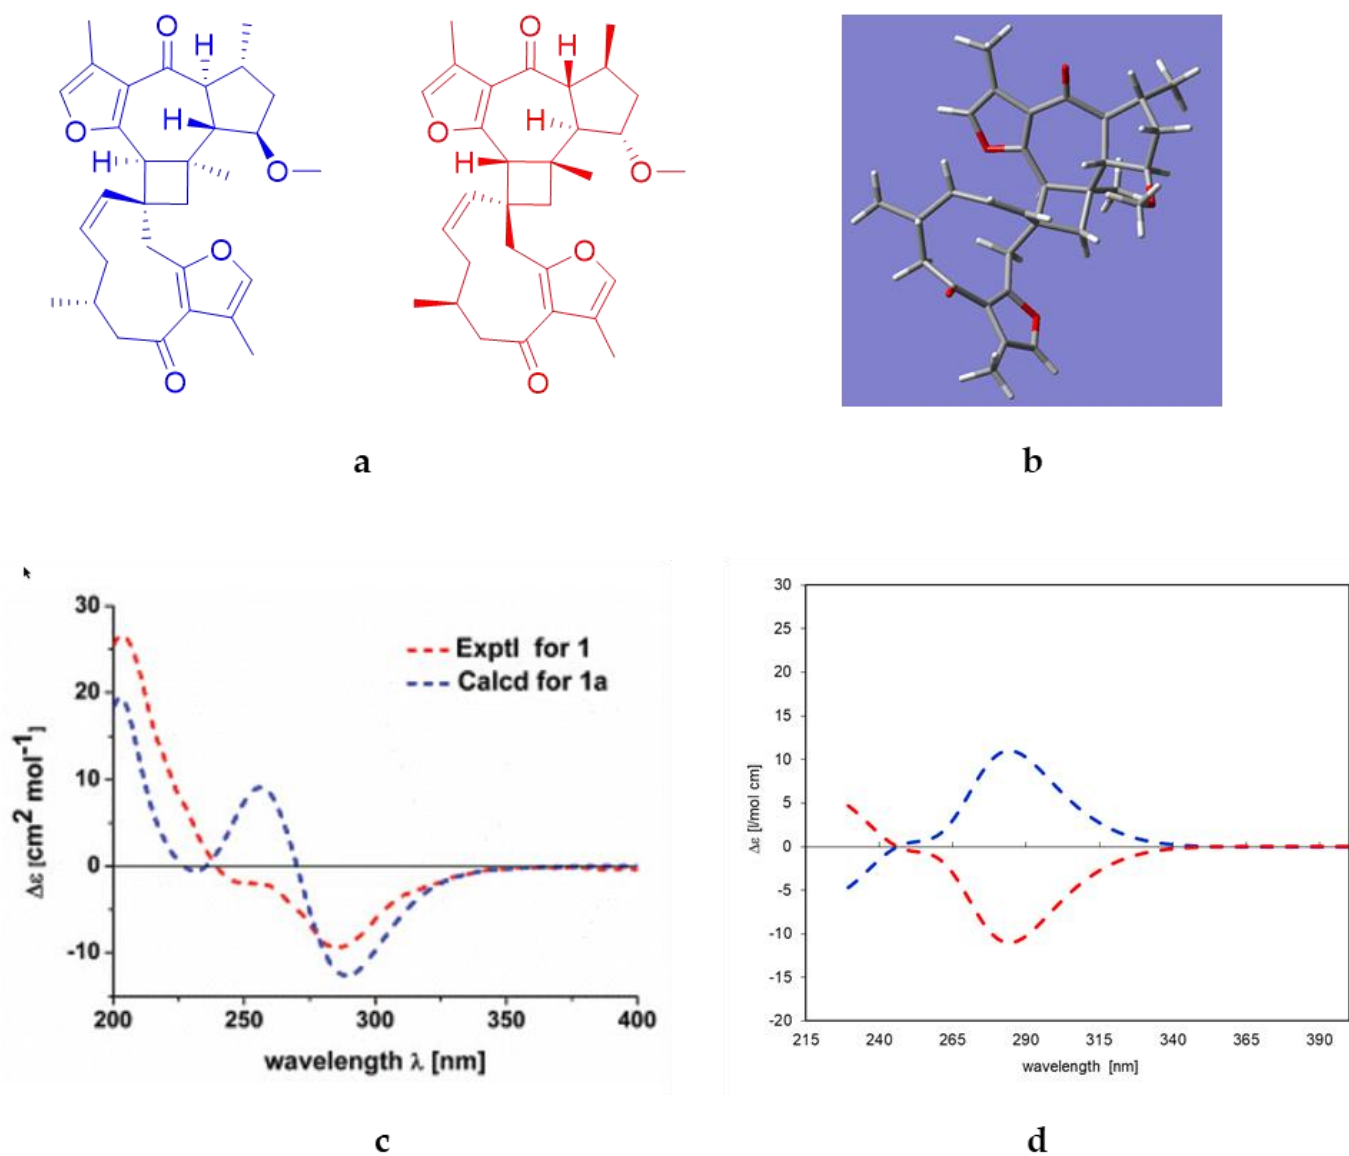 O H
O H
H
H
O
O
H
H
O
O
O
O
O
O
a
b
30
20
10
0
-10
Δε [cm² mol⁻¹]
Exptl for 1
Calcd for 1a
200 250 300 350 400
wavelength λ [nm]
30
25
20
15
10
5
0
-5
-10
-15
-20
Δε [l/mol cm]
215 240 265 290 315 340 365 390
wavelength [nm]
c
d